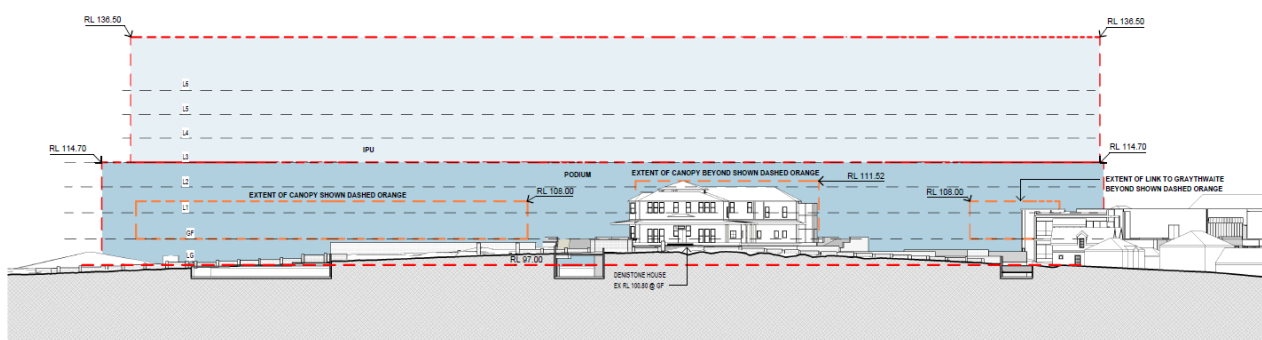 RL 136.50
RL 136.50
L6
L5
L4
L3
IPU
RL 114.70
RL 114.70
PODIUM
EXTENT OF CANOPY BEYOND SHOWN DASHED ORANGE
RL 111.52
L2
EXTENT OF CANOPY SHOWN DASHED ORANGE
RL 108.00
RL 108.00
EXTENT OF LINK TO GRAYTHWAITE
BEYOND SHOWN DASHED ORANGE
L1
GF
LG
RL 97.00
DENISTONE HOUSE
EX RL 100.80 @ GF